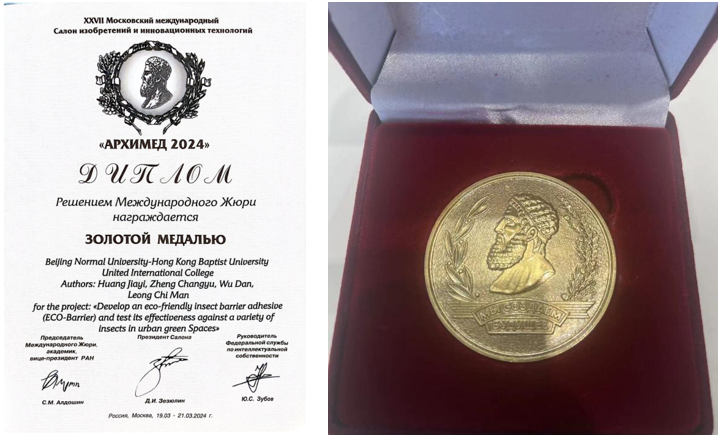 XXVII Московский международный
Салон изобретений и инновационных технологий
«АРХИМЕД 2024»
ДИПЛОМ
Решением Международного Жюри
награждается
ЗОЛОТОЙ МЕДАЛЬЮ
Beijing Normal University-Hong Kong Baptist University
United International College
Authors: Huang Jiayi, Zheng Changyu, Wu Dan,
Leong Chi Man
for the project: «Develop an eco-friendly insect barrier adhesive
(ECO-Barrier) and test its effectiveness against a variety of
insects in urban green Spaces»
Председатель
Международного Жюри,
академик,
вице-президент РАН
С.М. Алдошин
Президент Салона
Д.И. Зезюлин
Руководитель
Федеральной службы
по интеллектуальной
собственности
Ю.С. Зубов
Россия, Москва, 19.03 - 21.03.2024 г.